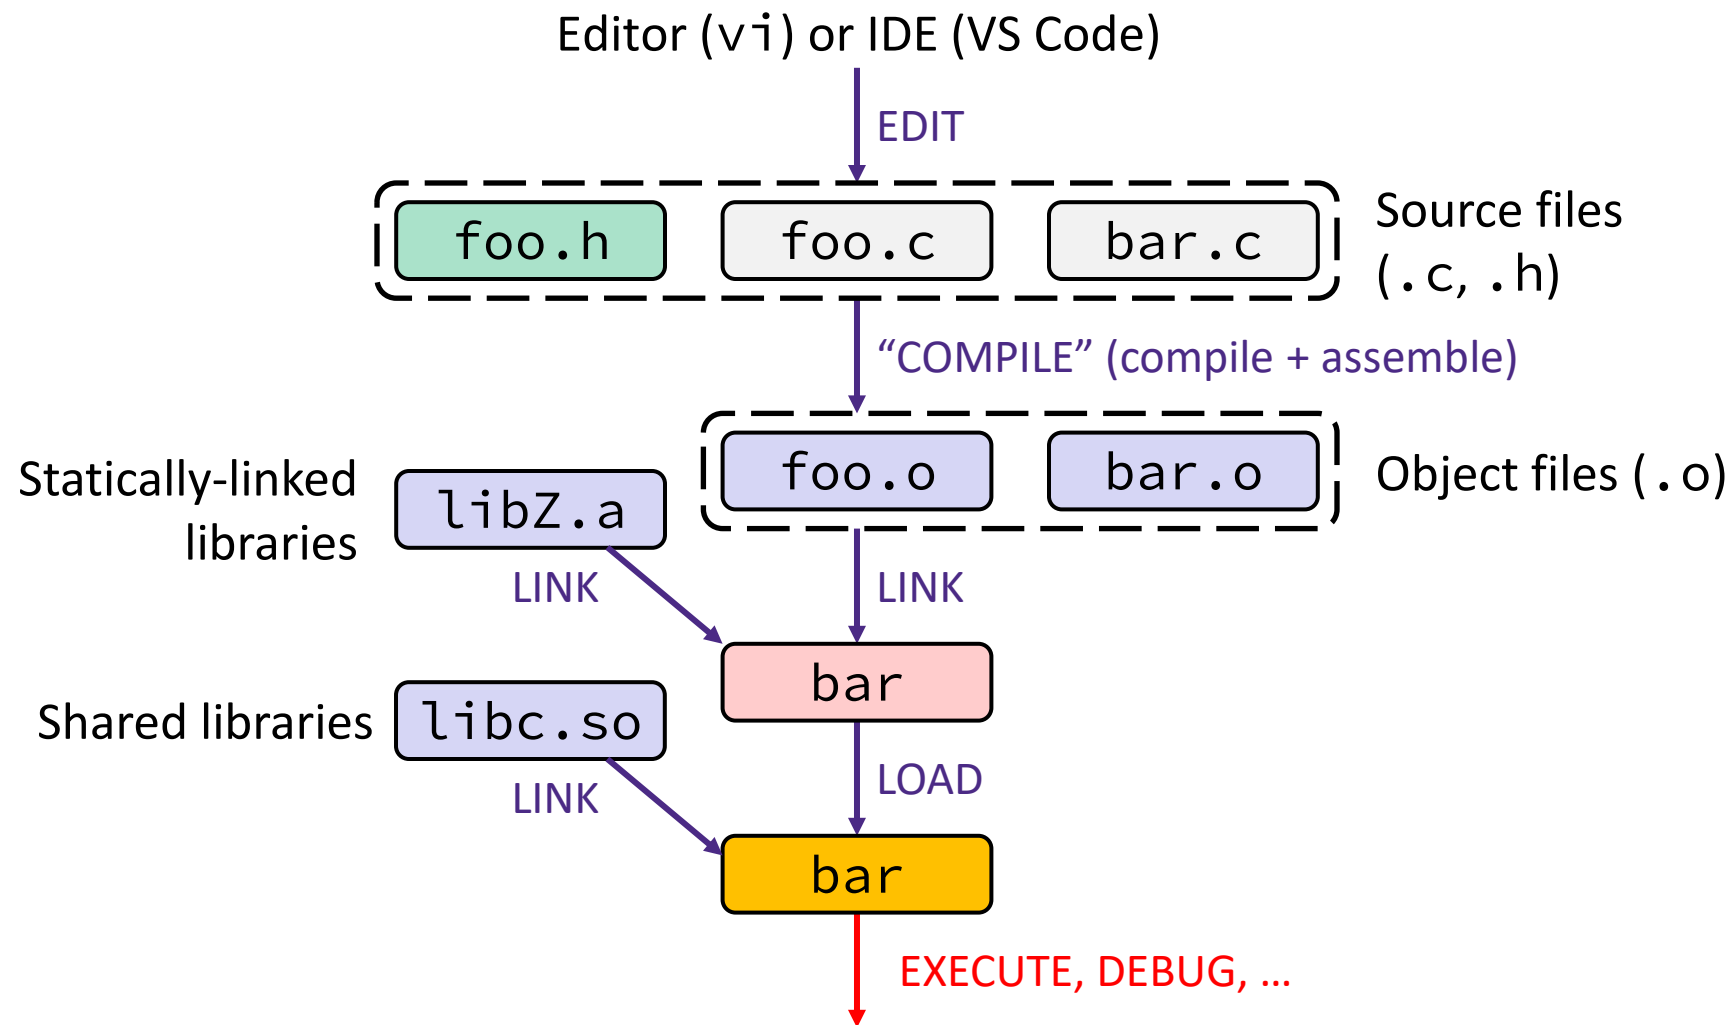 Editor (vi) or IDE (VS Code)
EDIT
foo.h
foo.c
bar.c
Source files
(.c, .h)
“COMPILE” (compile + assemble)
foo.o
bar.o
Object files (.o)
Statically-linked
libraries
libZ.a
LINK
LINK
bar
Shared libraries
libc.so
LINK
LOAD
bar
EXECUTE, DEBUG, …